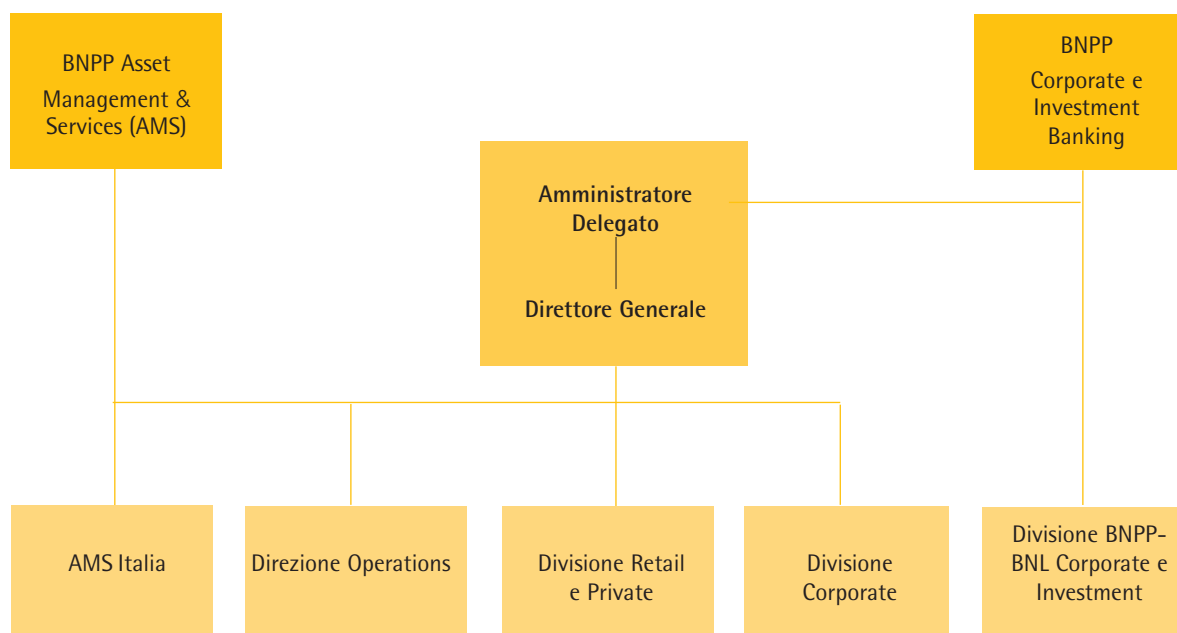 BNPP Asset
Management &
Services (AMS)
BNPP
Corporate e
Investment
Banking
Amministratore
Delegato
Direttore Generale
AMS Italia
Direzione Operations
Divisione Retail
e Private
Divisione
Corporate
Divisione BNPP-
BNL Corporate e
Investment